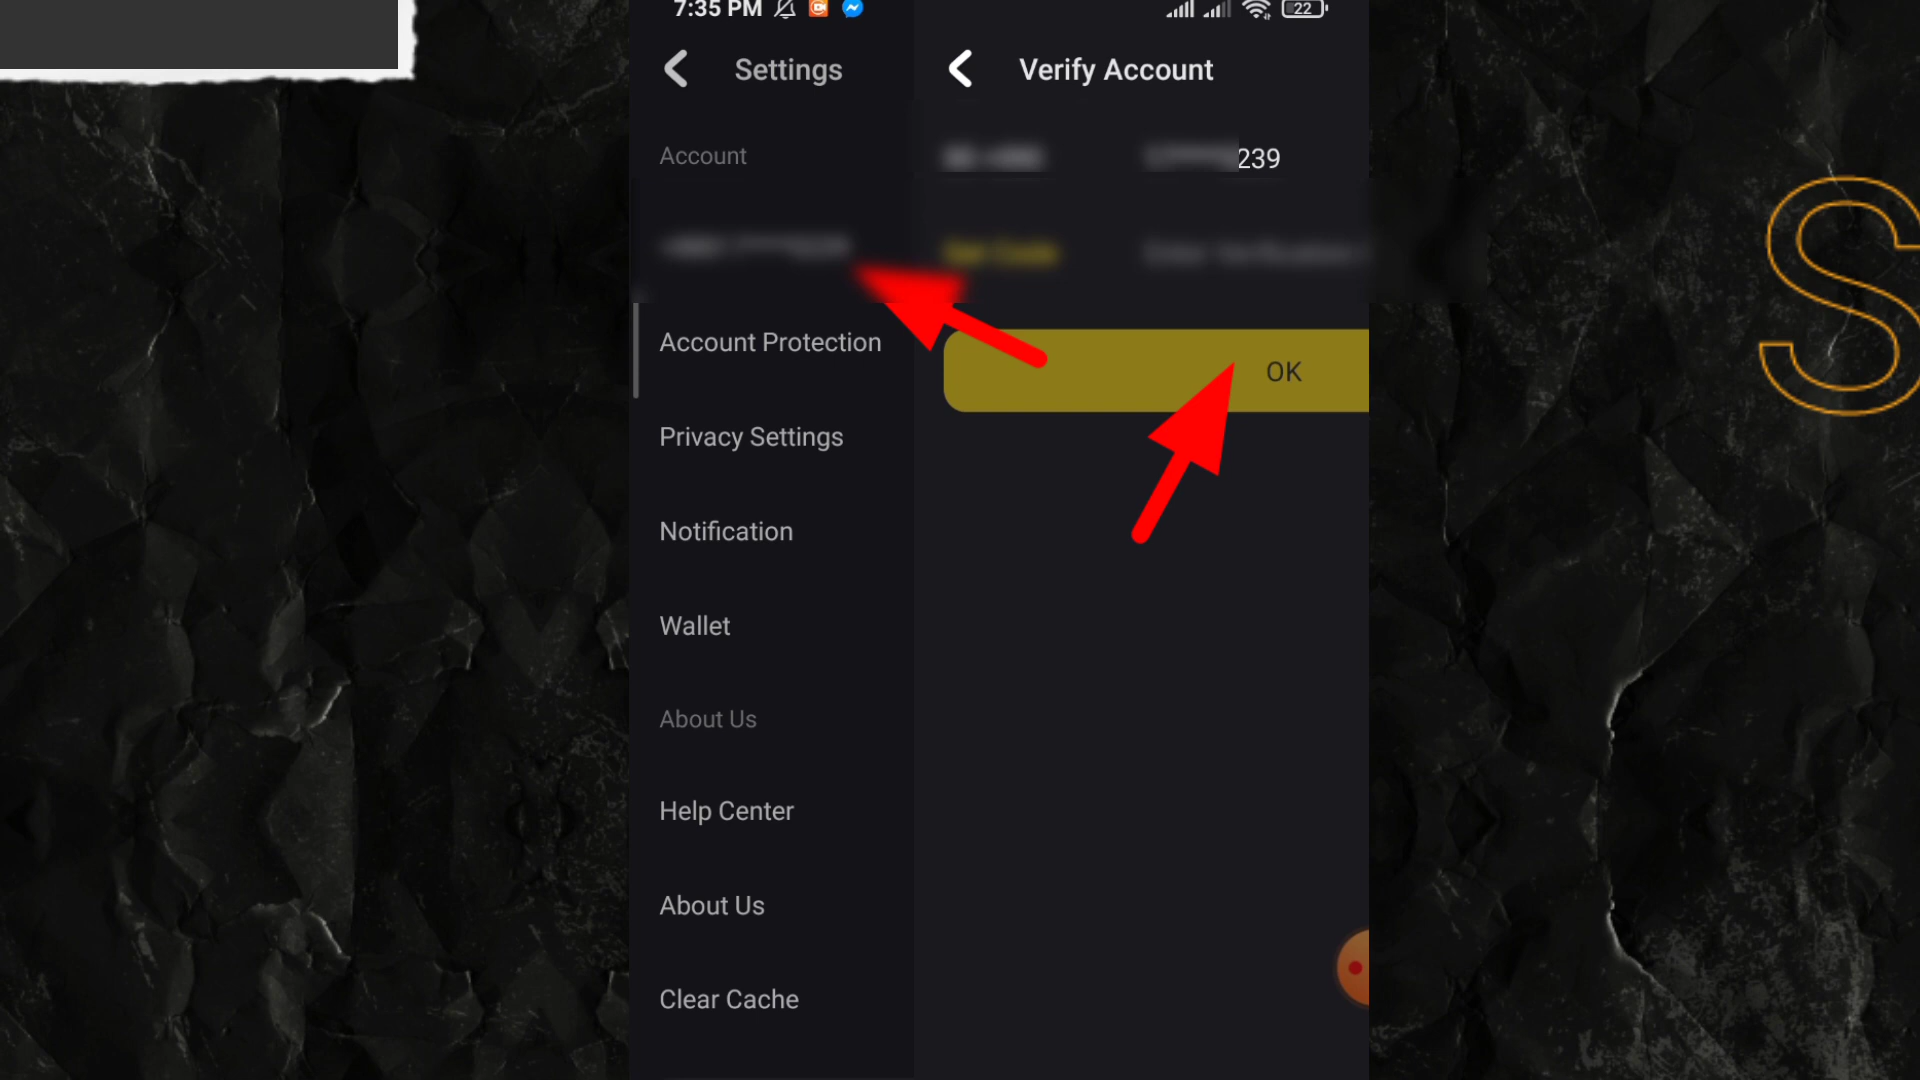 7:35 PM
22
Settings
Verify Account
Account
239
Account Protection
OK
Privacy Settings
Notification
Wallet
About Us
Help Center
About Us
Clear Cache
S